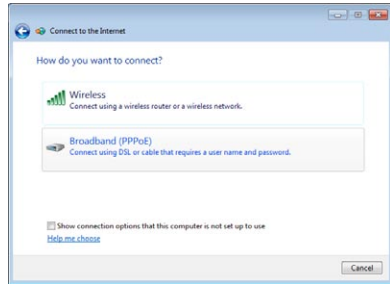 Connect to the Internet
How do you want to connect?
Wireless
Connect using a wireless router or a wireless network.
Broadband (PPPoE)
Connect using DSL or cable that requires a user name and password.
Show connection options that this computer is not set up to use
Help me choose
Cancel